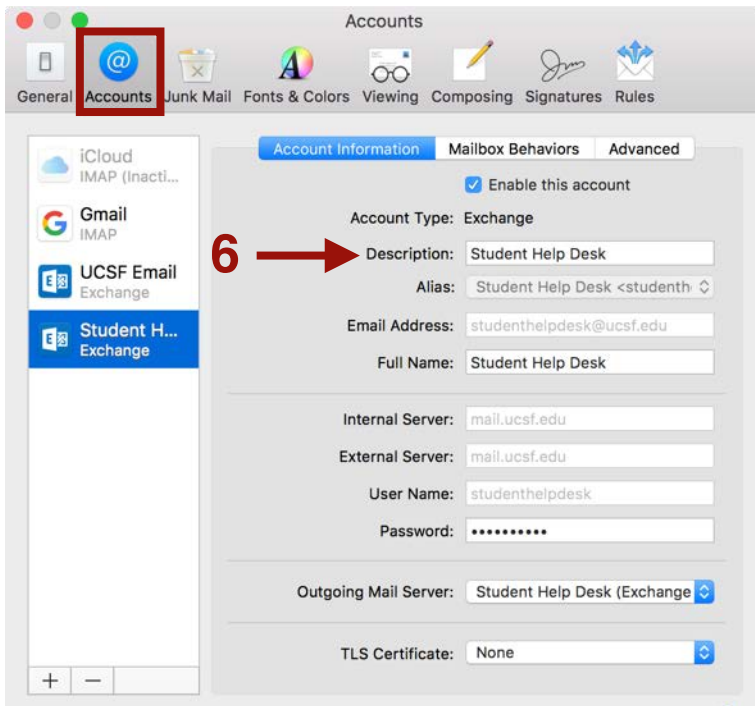 Accounts
General Accounts Junk Mail Fonts & Colors Viewing Composing Signatures Rules
iCloud
IMAP (Inacti...
Gmail
IMAP
UCSF Email
Exchange
Student H...
Exchange
Account Information Mailbox Behaviors Advanced
Enable this account
Account Type: Exchange
6 Description: Student Help Desk
Alias: Student Help Desk <studenth
Email Address: studenthelpdesk@ucsf.edu
Full Name: Student Help Desk
Internal Server: mail.ucsf.edu
External Server: mail.ucsf.edu
User Name: studenthelpdesk
Password: ••••••••••
Outgoing Mail Server: Student Help Desk (Exchange
TLS Certificate: None
+ −